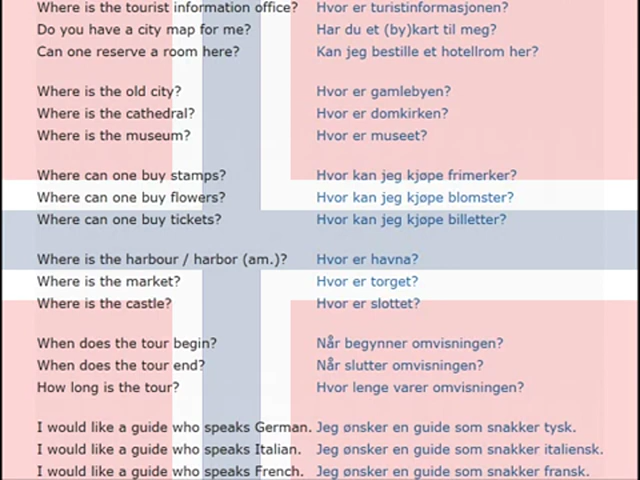 Where is the tourist information office? Hvor er turistinformasjonen?
Do you have a city map for me? Har du et (by)kart til meg?
Can one reserve a room here? Kan jeg bestille et hotellrom her?
Where is the old city? Hvor er gamlebyen?
Where is the cathedral? Hvor er domkirken?
Where is the museum? Hvor er museet?
Where can one buy stamps? Hvor kan jeg kjøpe frimerker?
Where can one buy flowers? Hvor kan jeg kjøpe blomster?
Where can one buy tickets? Hvor kan jeg kjøpe billetter?
Where is the harbour / harbor (am.)? Hvor er havna?
Where is the market? Hvor er torget?
Where is the castle? Hvor er slottet?
When does the tour begin? Når begynner omvisningen?
When does the tour end? Når slutter omvisningen?
How long is the tour? Hvor lenge varer omvisningen?
I would like a guide who speaks German. Jeg ønsker en guide som snakker tysk.
I would like a guide who speaks Italian. Jeg ønsker en guide som snakker italiensk.
I would like a guide who speaks French. Jeg ønsker en guide som snakker fransk.